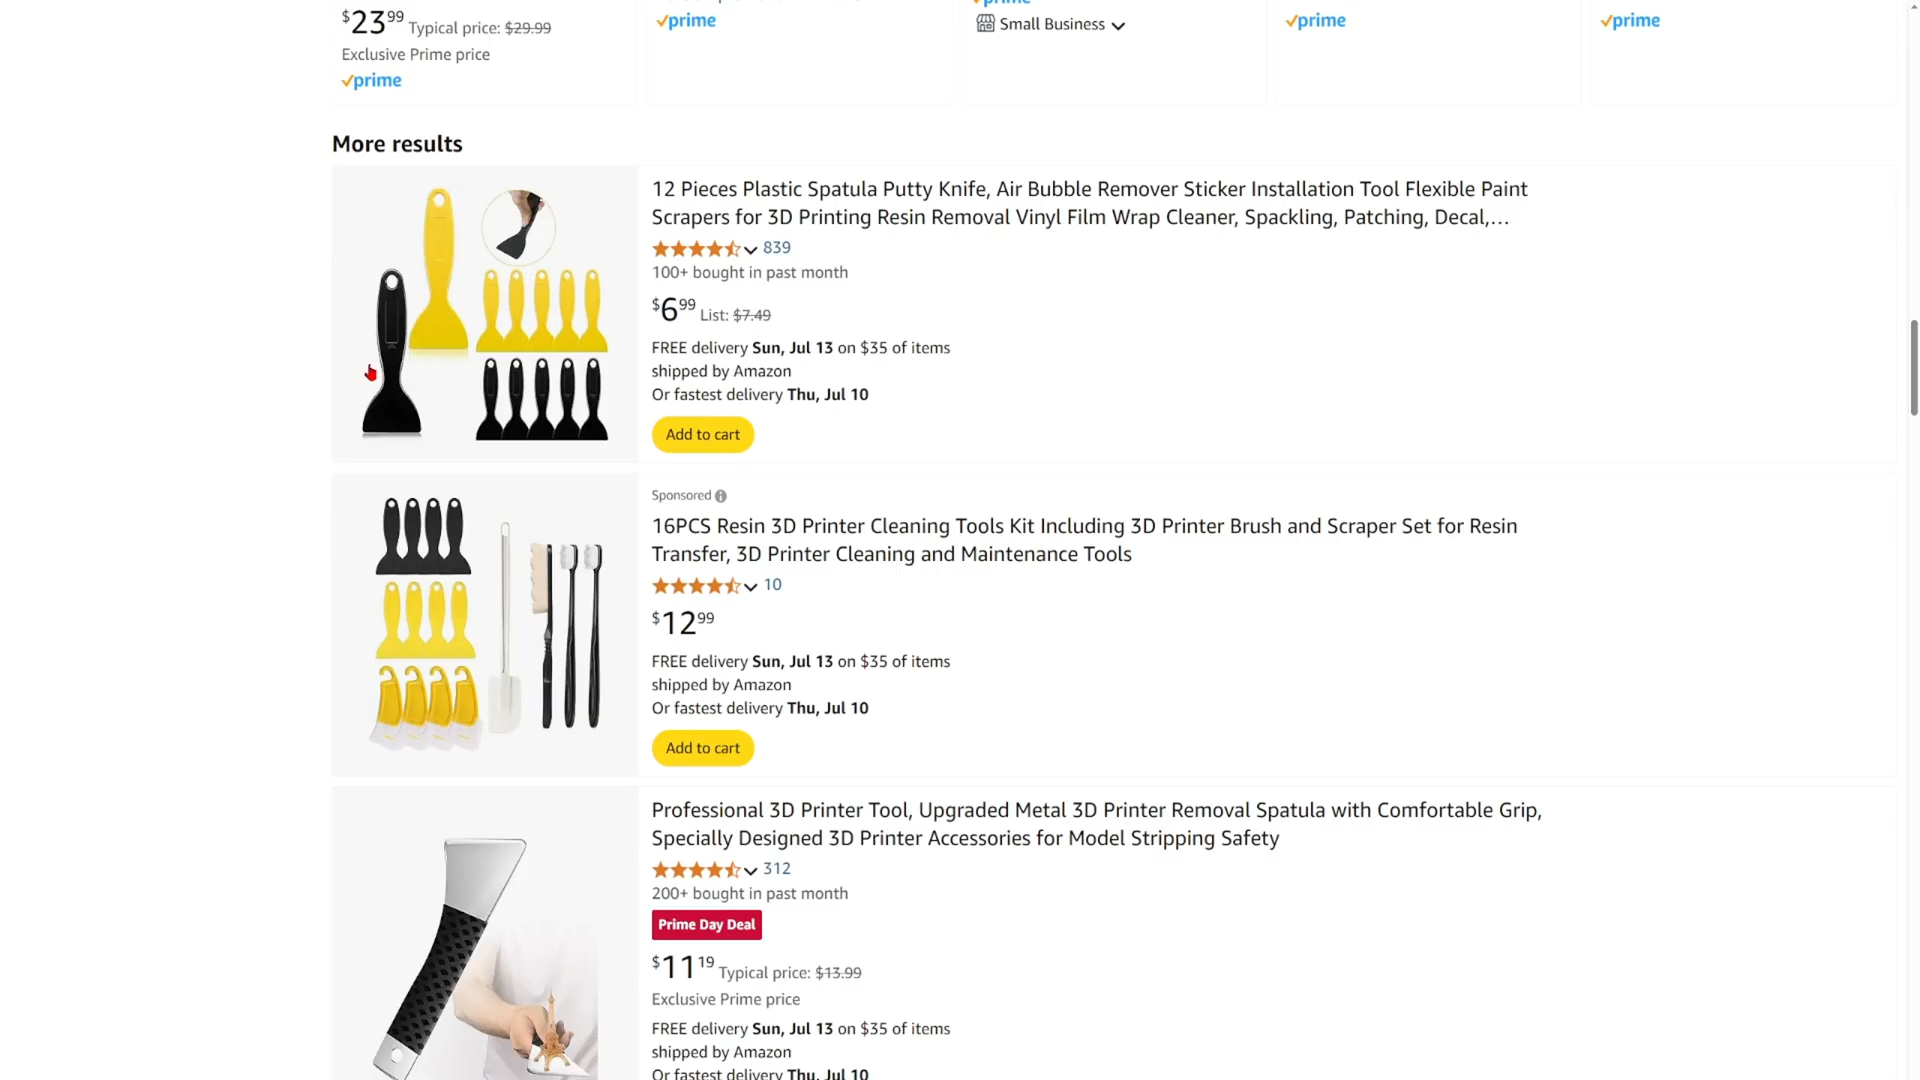 $23.99 Typical price: $29.99
Exclusive Prime price
prime
prime
Small Business
prime
prime
More results
12 Pieces Plastic Spatula Putty Knife, Air Bubble Remover Sticker Installation Tool Flexible Paint
Scrapers for 3D Printing Resin Removal Vinyl Film Wrap Cleaner, Spackling, Patching, Decal,...
839
100+ bought in past month
$6.99 List: $7.49
FREE delivery Sun, Jul 13 on $35 of items
shipped by Amazon
Or fastest delivery Thu, Jul 10
Add to cart
Sponsored
16PCS Resin 3D Printer Cleaning Tools Kit Including 3D Printer Brush and Scraper Set for Resin
Transfer, 3D Printer Cleaning and Maintenance Tools
10
$12.99
FREE delivery Sun, Jul 13 on $35 of items
shipped by Amazon
Or fastest delivery Thu, Jul 10
Add to cart
Professional 3D Printer Tool, Upgraded Metal 3D Printer Removal Spatula with Comfortable Grip,
Specially Designed 3D Printer Accessories for Model Stripping Safety
312
200+ bought in past month
Prime Day Deal
$11.19 Typical price: $13.99
Exclusive Prime price
FREE delivery Sun, Jul 13 on $35 of items
shipped by Amazon
Or fastest delivery Thu, Jul 10